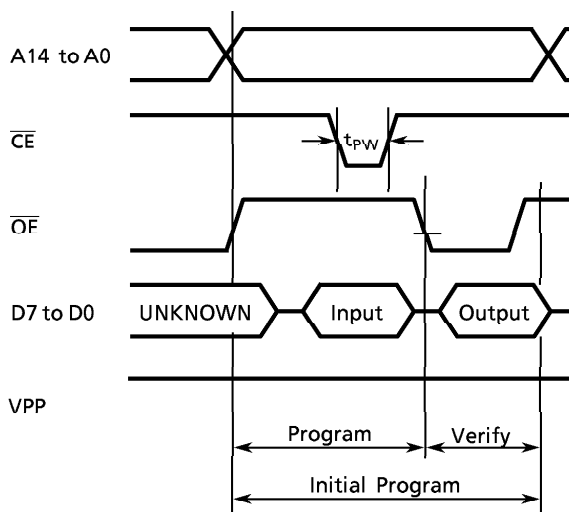 A14 to A0
CE
tPW
OE
D7 to D0
UNKNOWN
Input
Output
VPP
Program
Verify
Initial Program